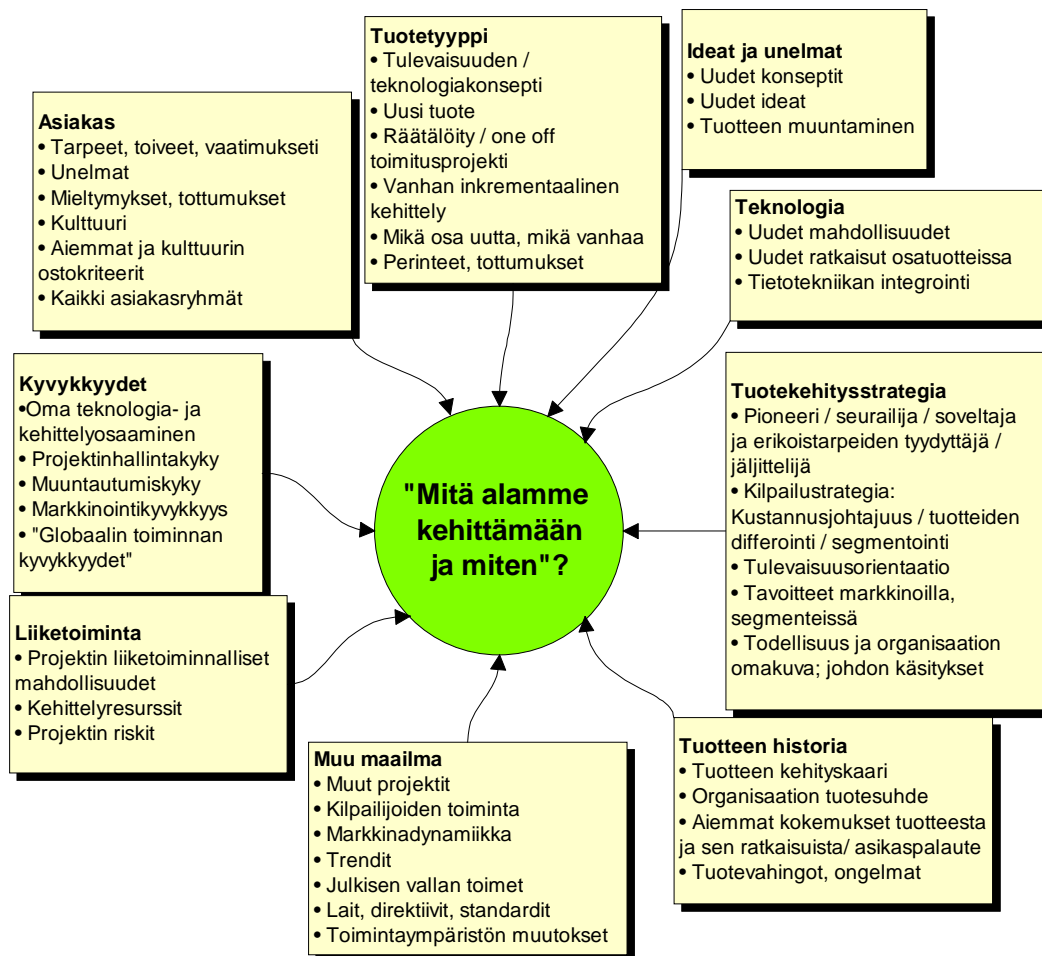 Tuotetyyppi
• Tulevaisuuden /
teknologiakonsepti
• Uusi tuote
• Räätälöity / one off
toimitusprojekti
• Vanhan inkrementaalinen
kehittely
• Mikä osa uutta, mikä vanhaa
• Perinteet, tottumukset
Ideat ja unelmat
• Uudet konseptit
• Uudet ideat
• Tuotteen muuntaminen
Asiakas
• Tarpeet, toiveet, vaatimukseti
• Unelmat
• Mieltymykset, tottumukset
• Kulttuuri
• Aiemmat ja kulttuurin
ostokriteerit
• Kaikki asiakasryhmät
Teknologia
• Uudet mahdollisuudet
• Uudet ratkaisut osatuotteissa
• Tietotekniikan integrointi
Kyvykkyydet
•Oma teknologia- ja
kehittelyosaaminen
• Projektinhallintakyky
• Muuntautumiskyky
• Markkinointikyvykkyys
• "Globaalin toiminnan
kyvykkyydet"
"Mitä alamme
kehittämään
ja miten"?
Tuotekehitysstrategia
• Pioneeri / seurailija / soveltaja
ja erikoistarpeiden tyydyttäjä /
jäljittelijä
• Kilpailustrategia:
Kustannusjohtajuus / tuotteiden
differointi / segmentointi
• Tulevaisuusorientaatio
• Tavoitteet markkinoilla,
segmenteissä
• Todellisuus ja organisaation
omakuva; johdon käsitykset
Liiketoiminta
• Projektin liiketoiminnalliset
mahdollisuudet
• Kehittelyresurssit
• Projektin riskit
Muu maailma
• Muut projektit
• Kilpailijoiden toiminta
• Markkinadynamiikka
• Trendit
• Julkisen vallan toimet
• Lait, direktiivit, standardit
• Toimintaympäristön muutokset
Tuotteen historia
• Tuotteen kehityskaari
• Organisaation tuotesuhde
• Aiemmat kokemukset tuotteesta
ja sen ratkaisuista/ asikaspalaute
• Tuotevahingot, ongelmat